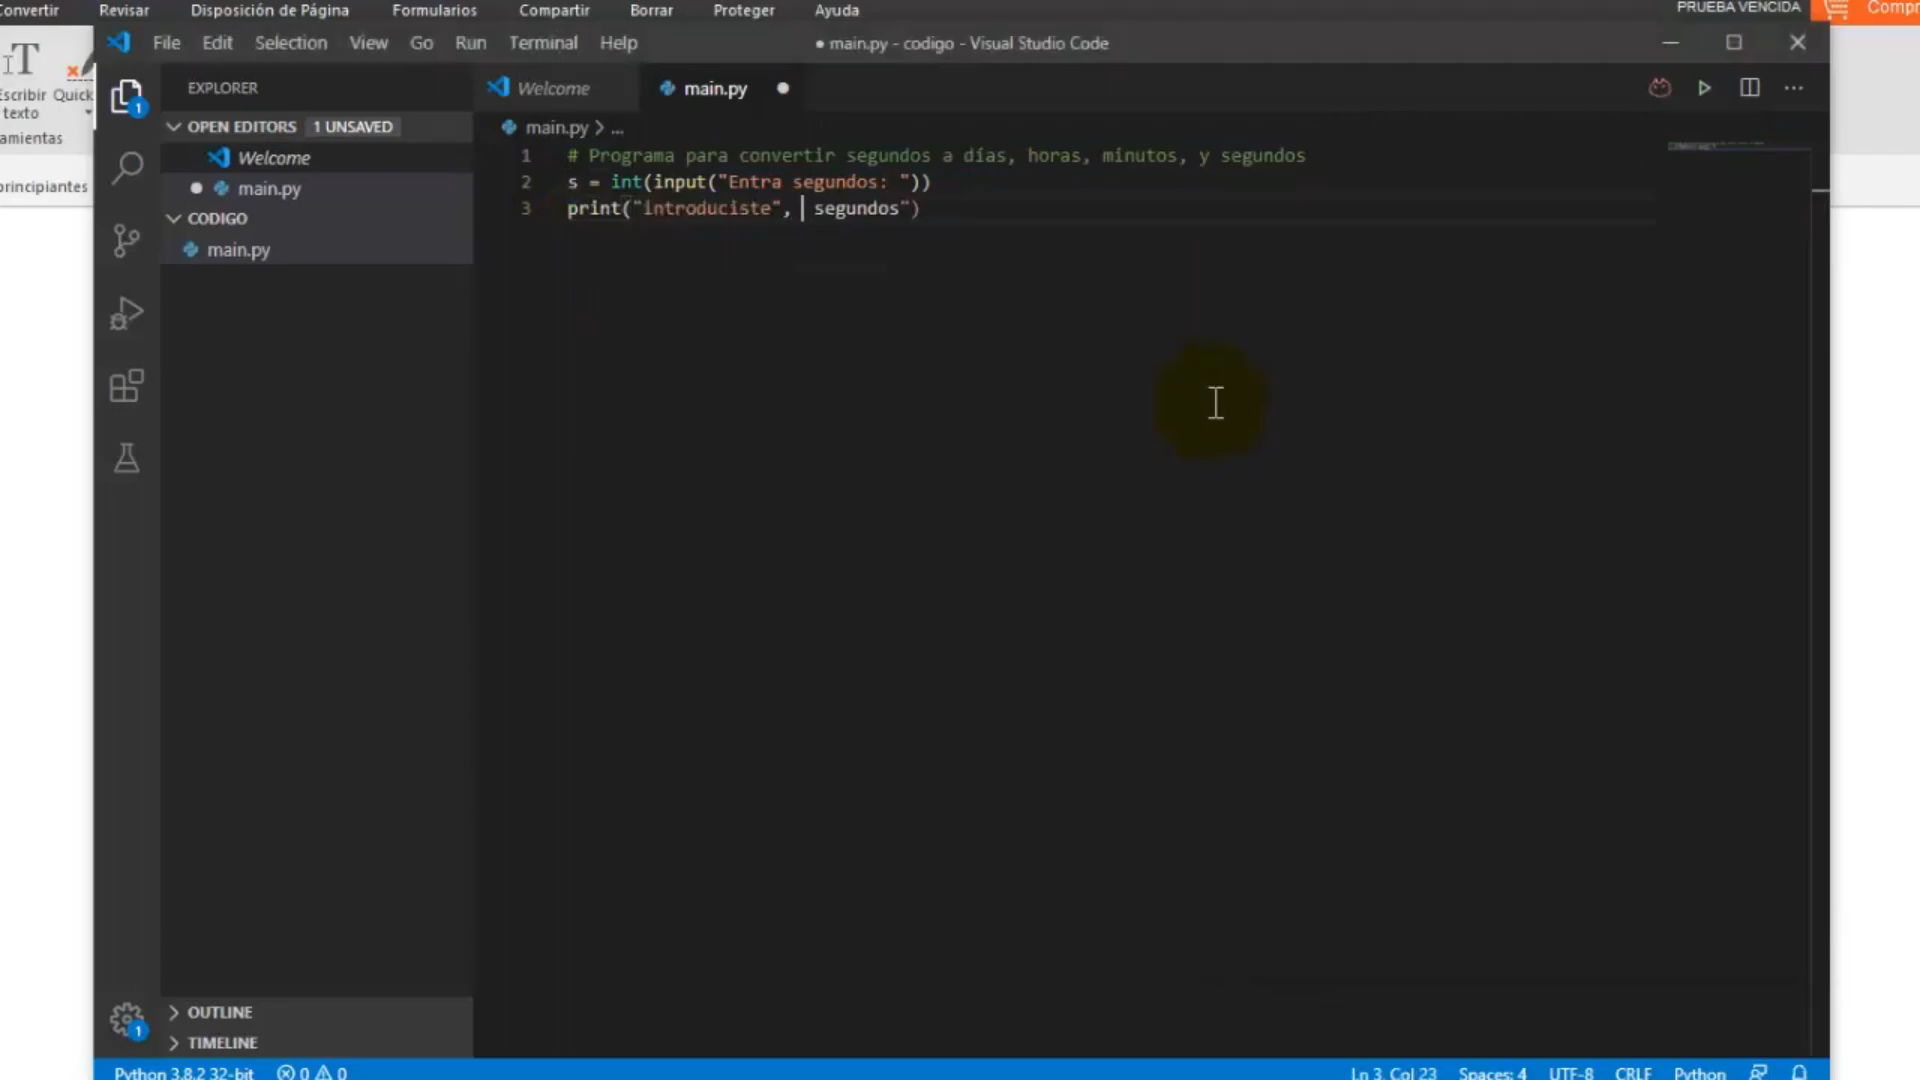 Convertir Revisar Disposición de Página Formularios Compartir Borrar Proteger Ayuda PRUEBA VENCIDA Compr
File Edit Selection View Go Run Terminal Help ● main.py - codigo - Visual Studio Code
Escribir Quick
texto
amientas
principiantes
EXPLORER
OPEN EDITORS 1 UNSAVED
Welcome
main.py
CODIGO
main.py
OUTLINE
TIMELINE
Welcome main.py
main.py > ...
1 # Programa para convertir segundos a días, horas, minutos, y segundos
2 s = int(input("Entra segundos: "))
3 print("introduciste", segundos")
1
1
Python 3.8.2 32-bit 0 0 Ln 3, Col 23 Spaces: 4 UTF-8 CRLF Python